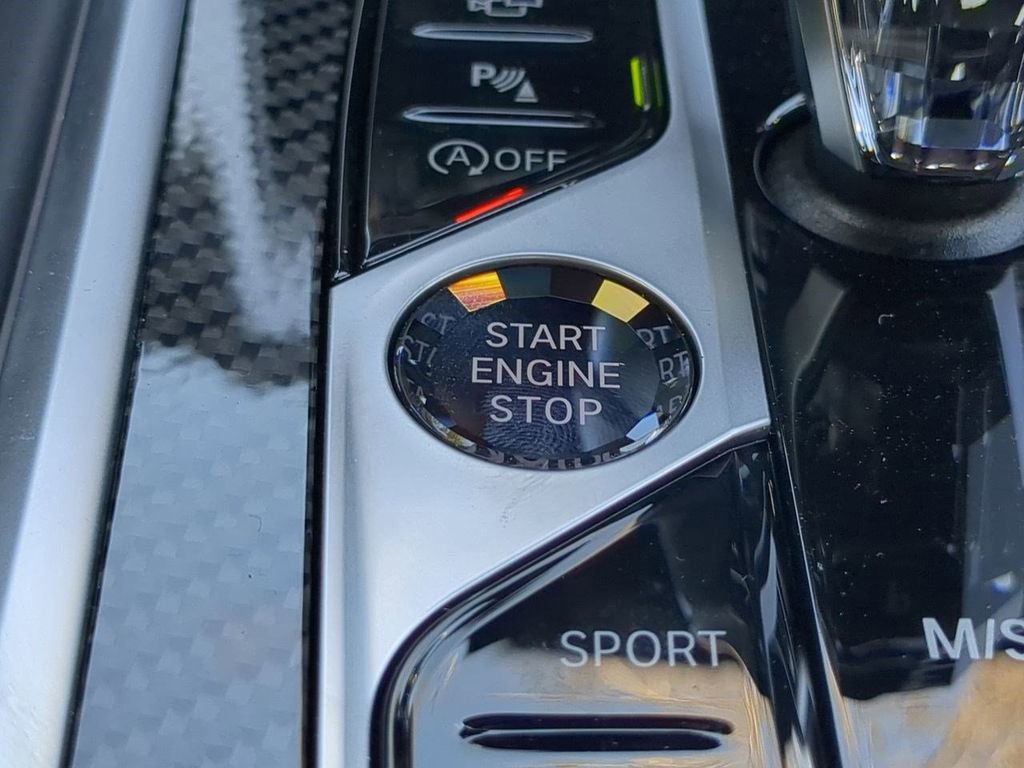 P
A OFF
START
ENGINE
STOP
SPORT
M/S